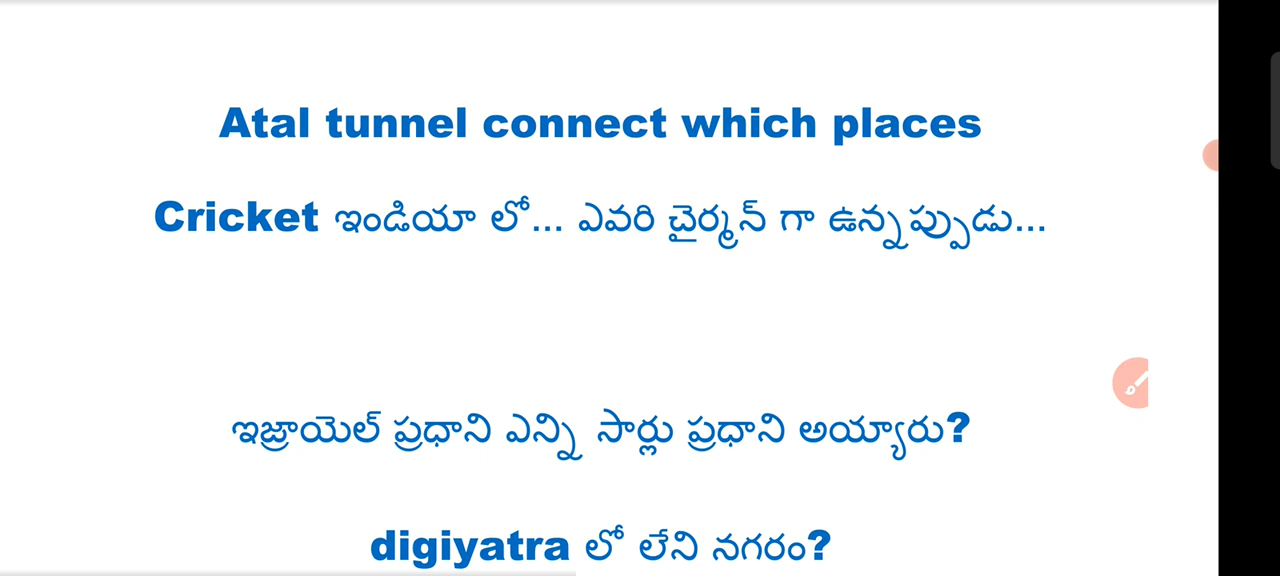 Atal tunnel connect which places
Cricket ఇండియా లో... ఎవరి చైర్మన్ గా ఉన్నప్పుడు...
ఇజ్రాయెల్ ప్రధాని ఎన్ని సార్లు ప్రధాని అయ్యారు?
digiyatra లో లేని నగరం?